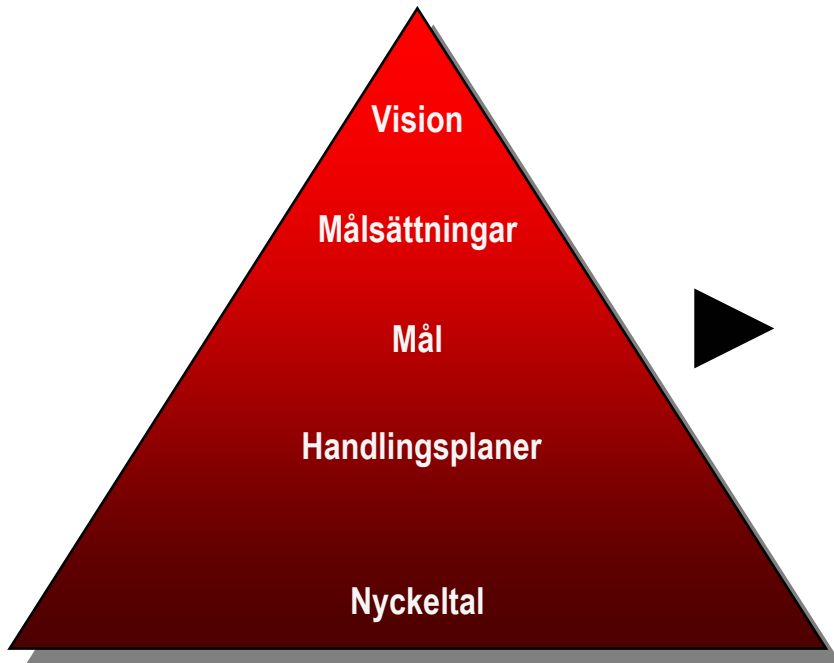 Vision
Målsättningar
Mål
Handlingsplaner
Nyckeltal